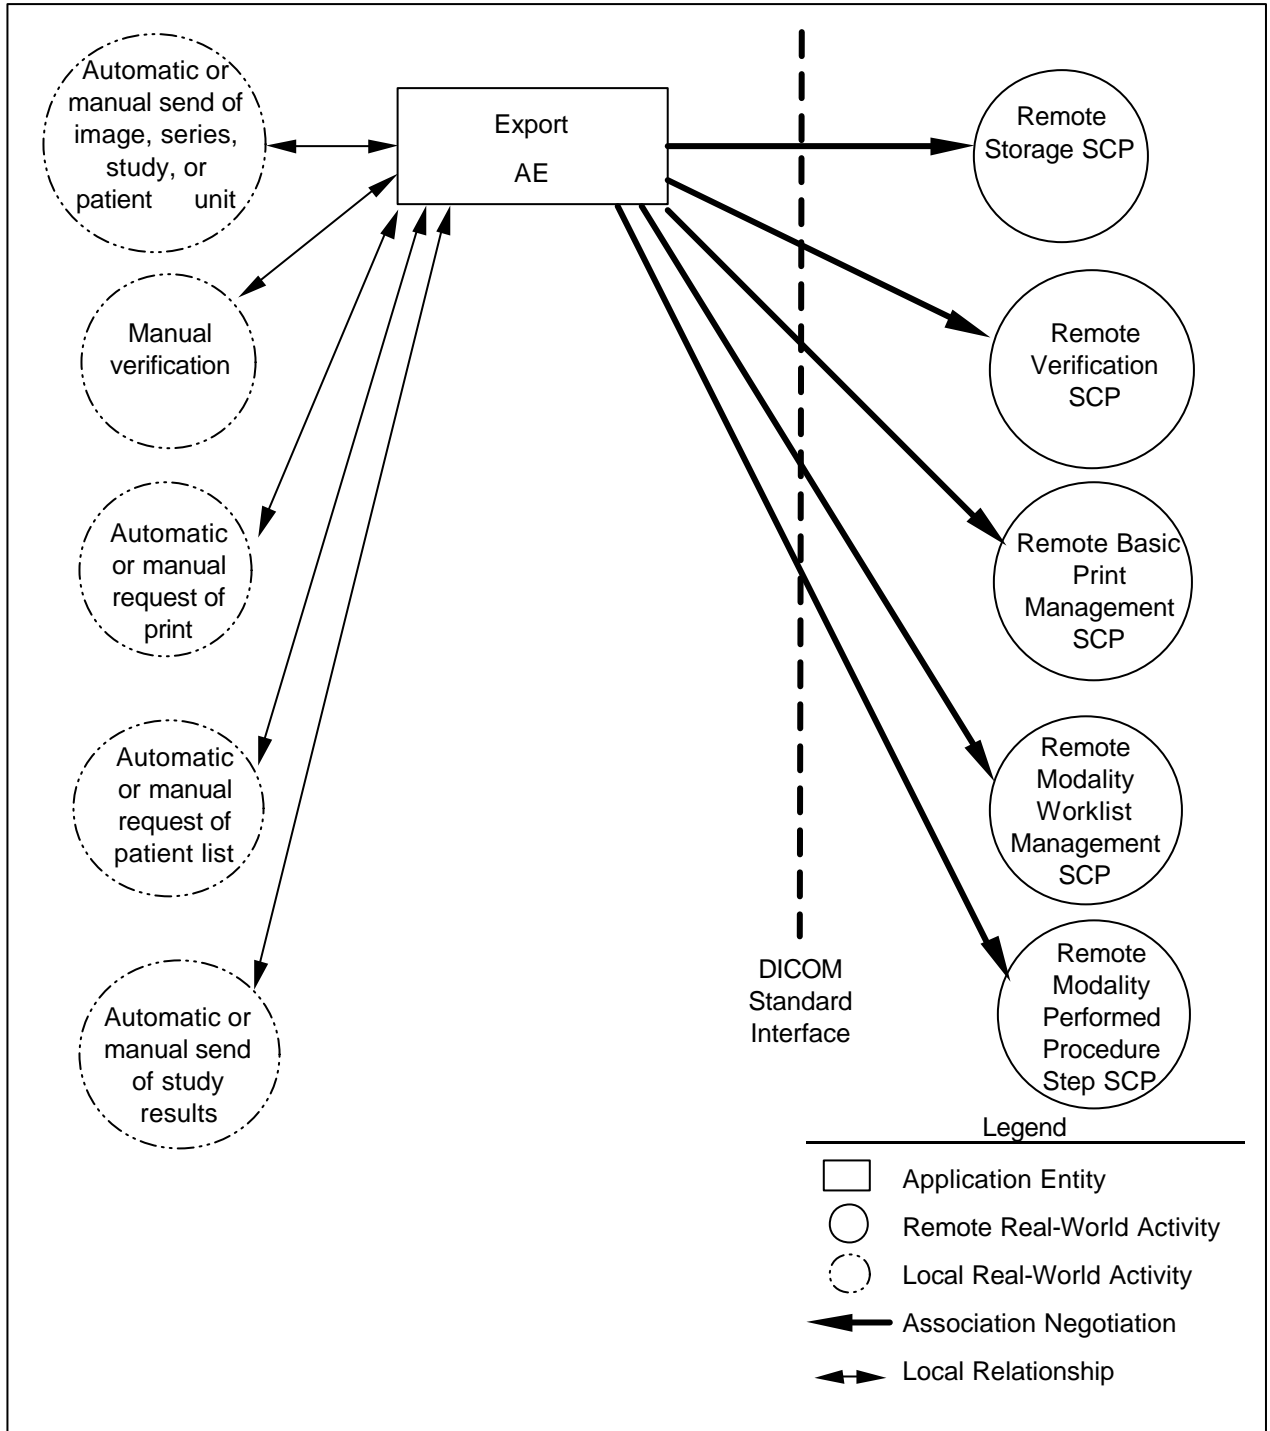 Automatic or
manual send of
image, series,
study, or
patient unit
Export
AE
Remote
Storage SCP
Manual
verification
Remote
Verification
SCP
Automatic
or manual
request of
print
Remote Basic
Print
Management
SCP
Automatic
or manual
request of
patient list
Remote
Modality
Worklist
Management
SCP
Automatic or
manual send
of study
results
DICOM
Standard
Interface
Remote
Modality
Performed
Procedure
Step SCP
Legend
Application Entity
Remote Real-World Activity
Local Real-World Activity
Association Negotiation
Local Relationship